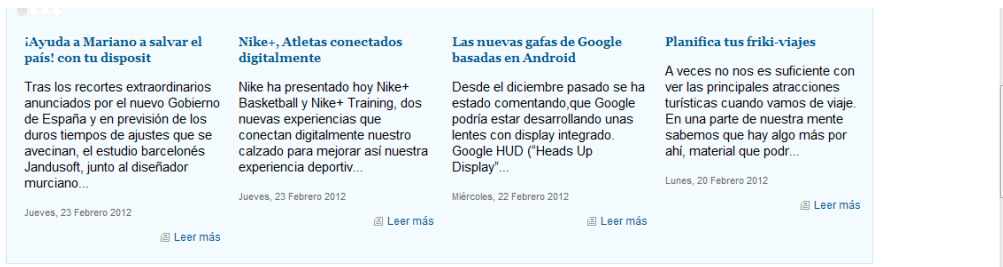 ¡Ayuda a Mariano a salvar el
país! con tu disposit
Tras los recortes extraordinarios
anunciados por el nuevo Gobierno
de España y en previsión de los
duros tiempos de ajustes que se
avecinan, el estudio barcelonés
Jandusoft, junto al diseñador
murciano...
Jueves, 23 Febrero 2012
Leer más
Nike+, Atletas conectados
digitalmente
Nike ha presentado hoy Nike+
Basketball y Nike+ Training, dos
nuevas experiencias que
conectan digitalmente nuestro
calzado para mejorar así nuestra
experiencia deportiv...
Jueves, 23 Febrero 2012
Leer más
Las nuevas gafas de Google
basadas en Android
Desde el diciembre pasado se ha
estado comentando,que Google
podría estar desarrollando unas
lentes con display integrado.
Google HUD ("Heads Up
Display"...
Miércoles, 22 Febrero 2012
Leer más
Planifica tus friki-viajes
A veces no nos es suficiente con
ver las principales atracciones
turísticas cuando vamos de viaje.
En una parte de nuestra mente
sabemos que hay algo más por
ahí, material que podr...
Lunes, 20 Febrero 2012
Leer más